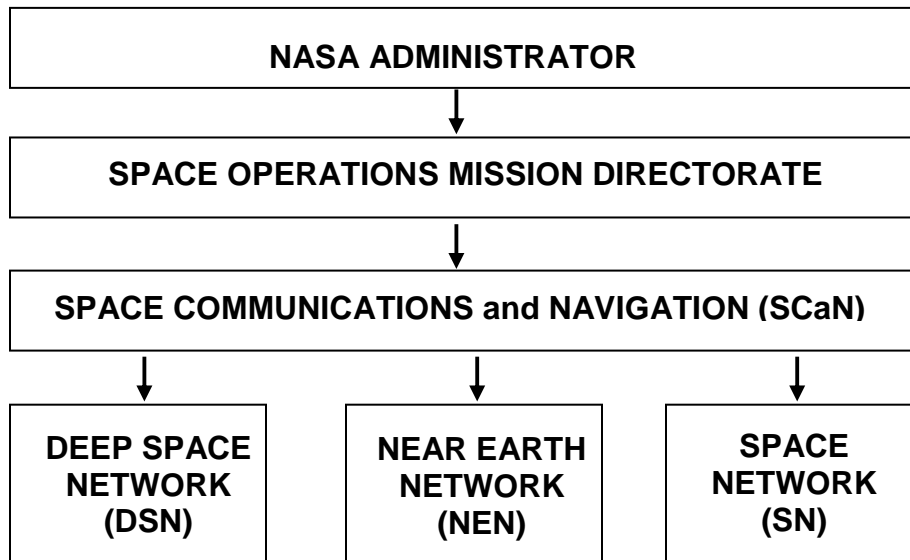 NASA ADMINISTRATOR
SPACE OPERATIONS MISSION DIRECTORATE
SPACE COMMUNICATIONS and NAVIGATION (SCaN)
DEEP SPACE
NETWORK
(DSN)
NEAR EARTH
NETWORK
(NEN)
SPACE
NETWORK
(SN)